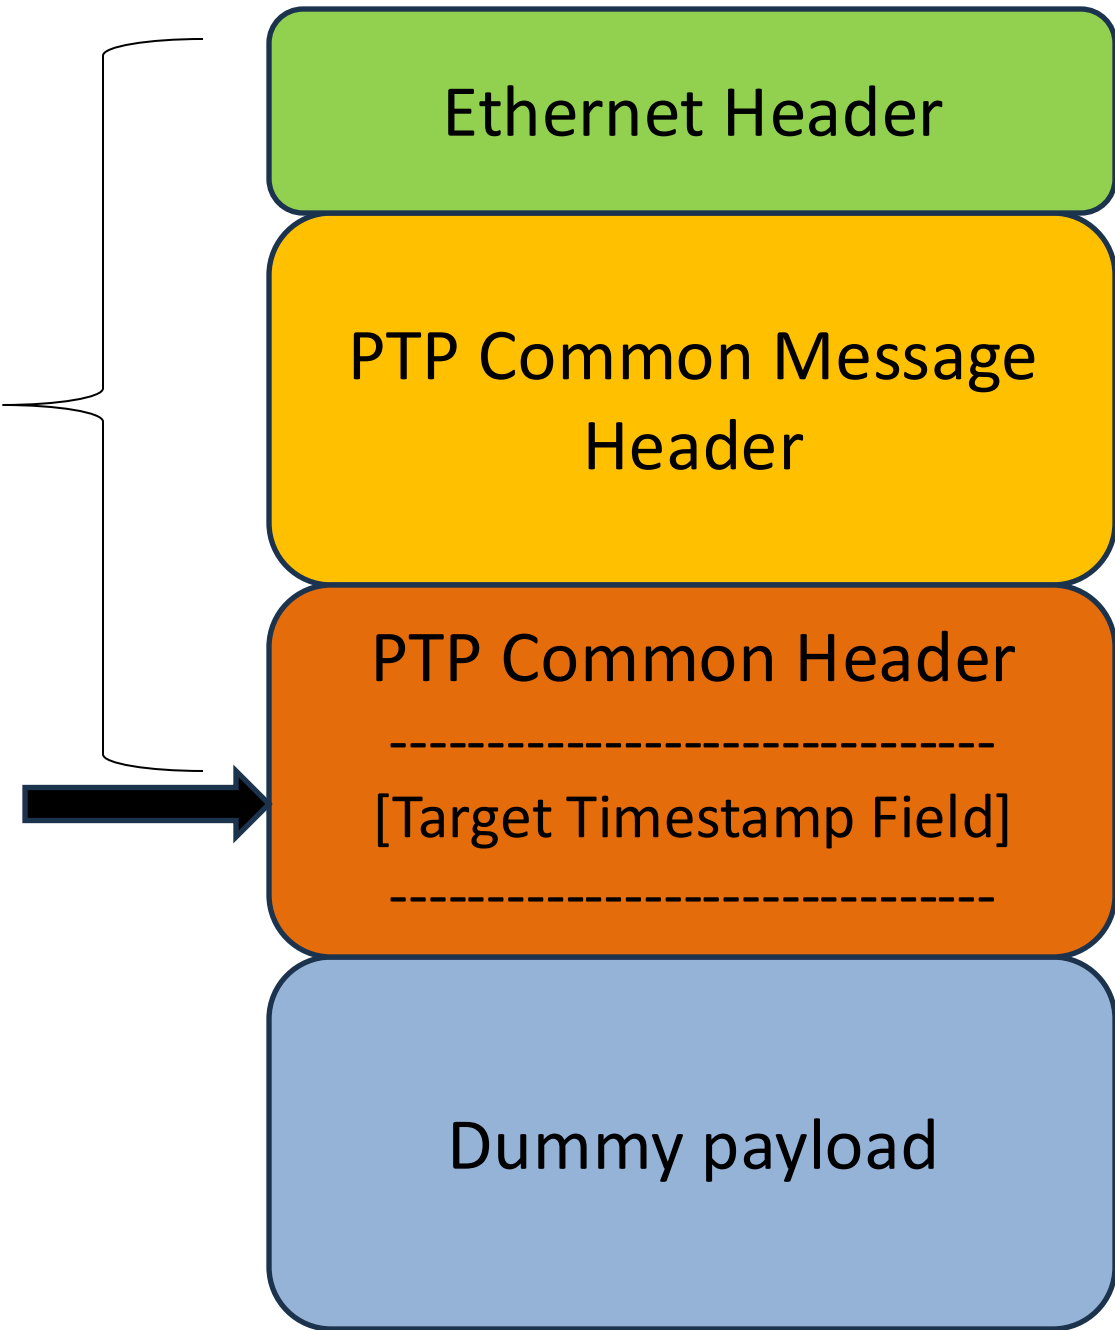 Ethernet Header
PTP Common Message
Header
PTP Common Header
-------------------------------
[Target Timestamp Field]
-------------------------------
Dummy payload